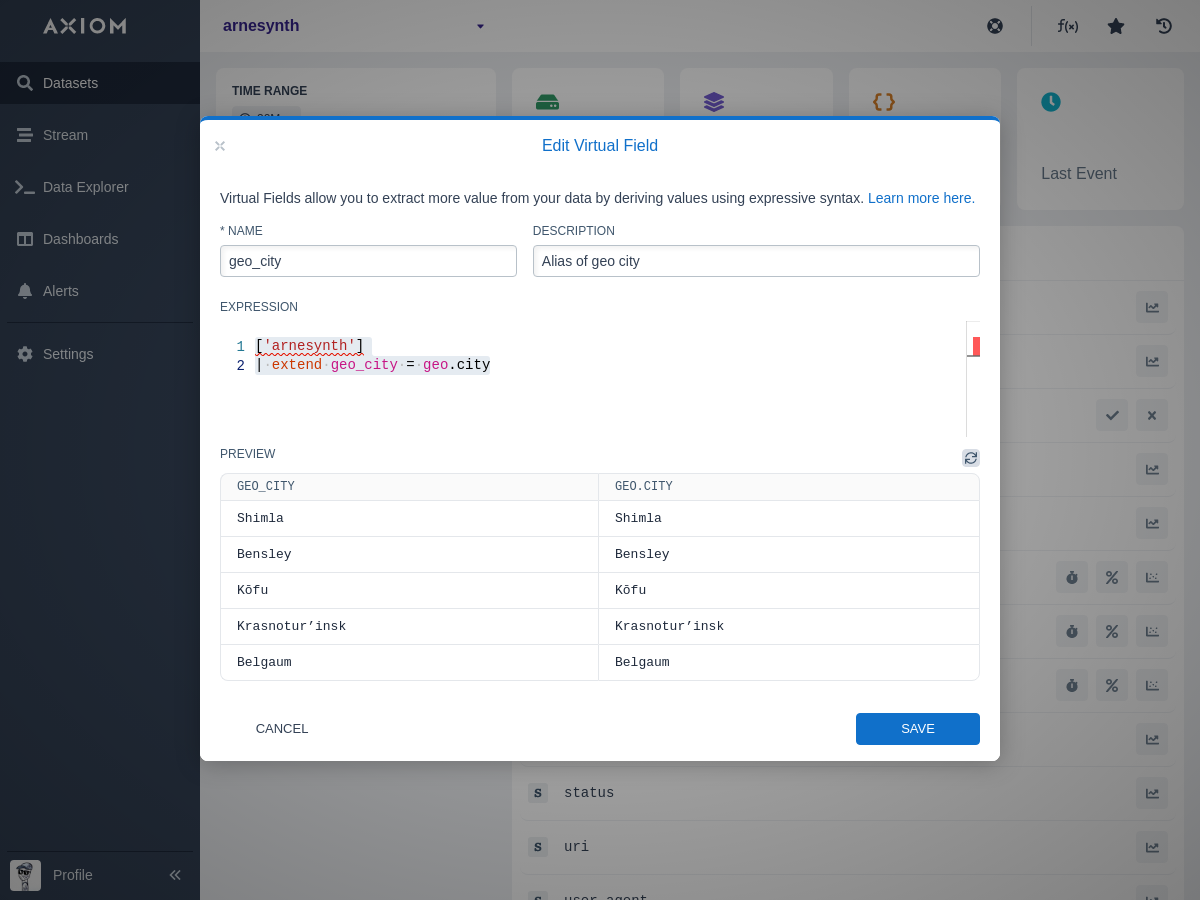 AXIOM
arnesynth
f(x)
Datasets
Stream
Data Explorer
Dashboards
Alerts
Settings
Profile
TIME RANGE
Last Event
Edit Virtual Field
Virtual Fields allow you to extract more value from your data by deriving values using expressive syntax. Learn more here.
* NAME
DESCRIPTION
geo_city
Alias of geo city
EXPRESSION
1 ['arnesynth']
2 | extend geo_city = geo.city
PREVIEW
GEO_CITY GEO.CITY
Shimla Shimla
Bensley Bensley
Kōfu Kōfu
Krasnotur’insk Krasnotur’insk
Belgaum Belgaum
CANCEL
SAVE
S status
S uri
S user_agent